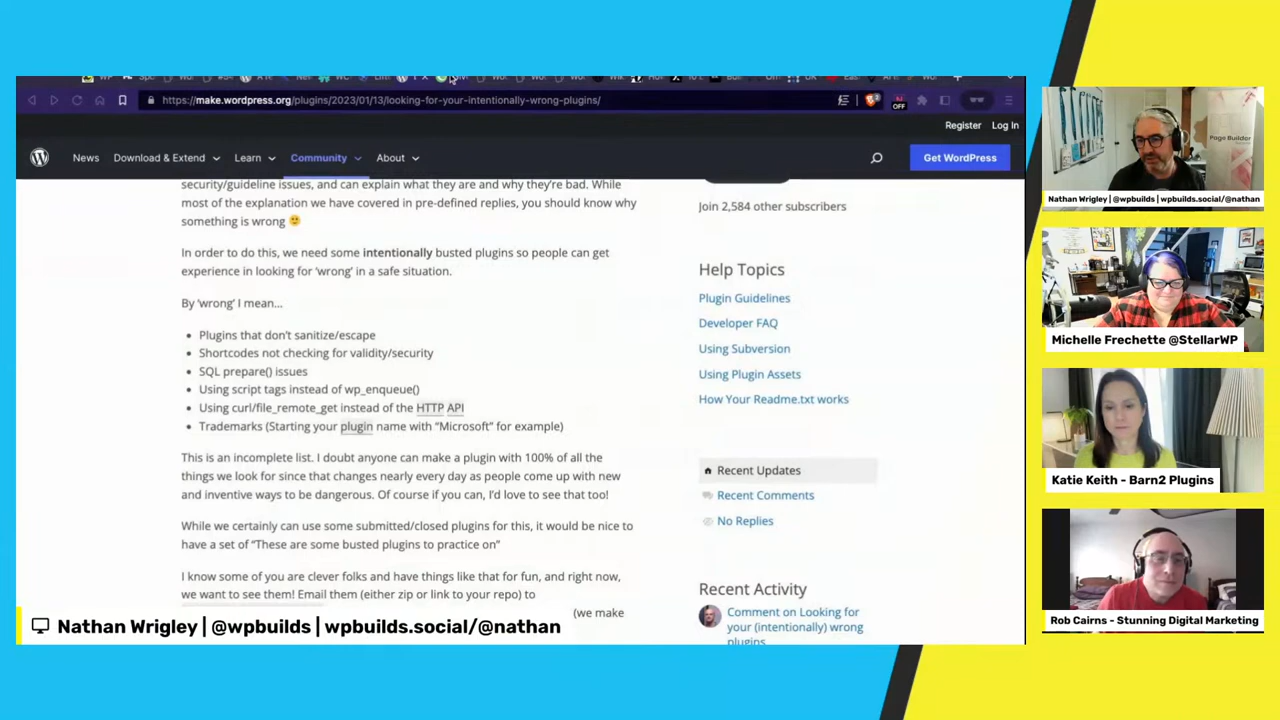 https://make.wordpress.org/plugins/2023/01/13/looking-for-your-intentionally-wrong-plugins/
OFF
Register Log In
News Download & Extend Learn Community About Get WordPress
security/guideline issues, and can explain what they are and why they're bad. While
most of the explanation we have covered in pre-defined replies, you should know why
something is wrong
In order to do this, we need some intentionally busted plugins so people can get
experience in looking for 'wrong' in a safe situation.
By 'wrong' I mean…
Plugins that don't sanitize/escape
Shortcodes not checking for validity/security
SQL prepare() issues
Using script tags instead of wp_enqueue()
Using curl/file_remote_get instead of the HTTP API
Trademarks (Starting your plugin name with "Microsoft" for example)
This is an incomplete list. I doubt anyone can make a plugin with 100% of all the
things we look for since that changes nearly every day as people come up with new
and inventive ways to be dangerous. Of course if you can, I'd love to see that too!
While we certainly can use some submitted/closed plugins for this, it would be nice to
have a set of "These are some busted plugins to practice on"
I know some of you are clever folks and have things like that for fun, and right now,
we want to see them! Email them (either zip or link to your repo) to
(we make
Join 2,584 other subscribers
Help Topics
Plugin Guidelines
Developer FAQ
Using Subversion
Using Plugin Assets
How Your Readme.txt works
Recent Updates
Recent Comments
No Replies
Recent Activity
Comment on Looking for
your (intentionally) wrong
plugins
Nathan Wrigley | @wpbuilds | wpbuilds.social/@nathan
Page Builder
Nathan Wrigley | @wpbuilds | wpbuilds.social/@nathan
Michelle Frechette @StellarWP
Katie Keith - Barn2 Plugins
Rob Cairns - Stunning Digital Marketing